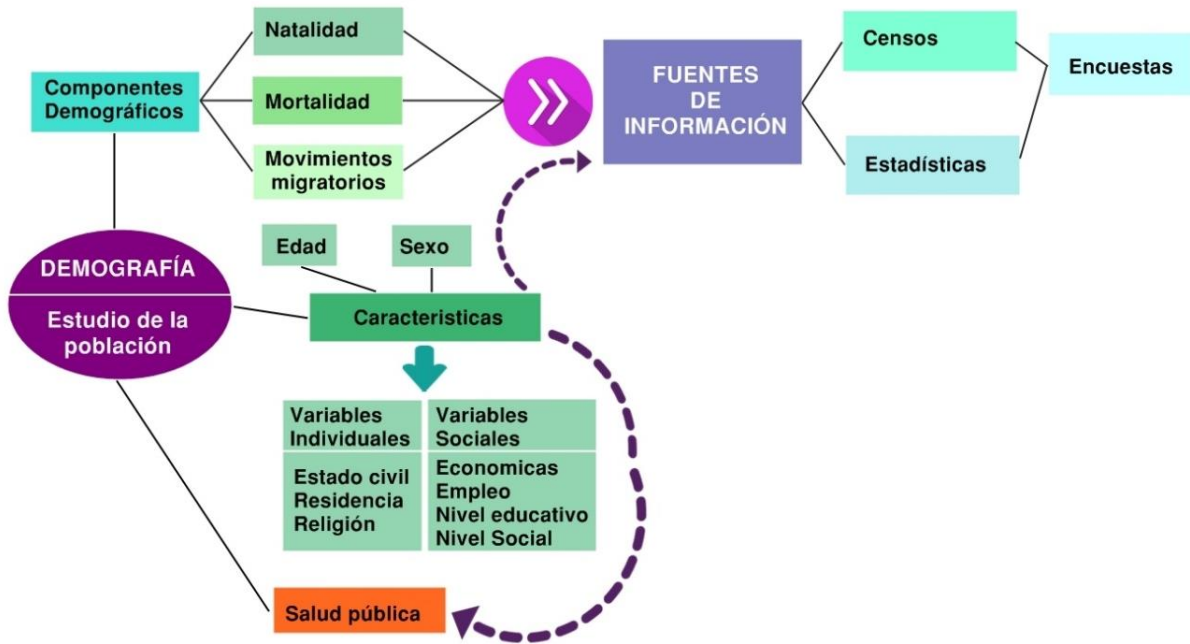 Natalidad
Componentes
Demográficos
Mortalidad
Movimientos
migratorios
FUENTES
DE
INFORMACIÓN
Censos
Encuestas
Estadísticas
DEMOGRAFÍA
Estudio de la
población
Edad
Sexo
Caracteristicas
Variables
Individuales
Estado civil
Residencia
Religión
Variables
Sociales
Economicas
Empleo
Nivel educativo
Nivel Social
Salud pública